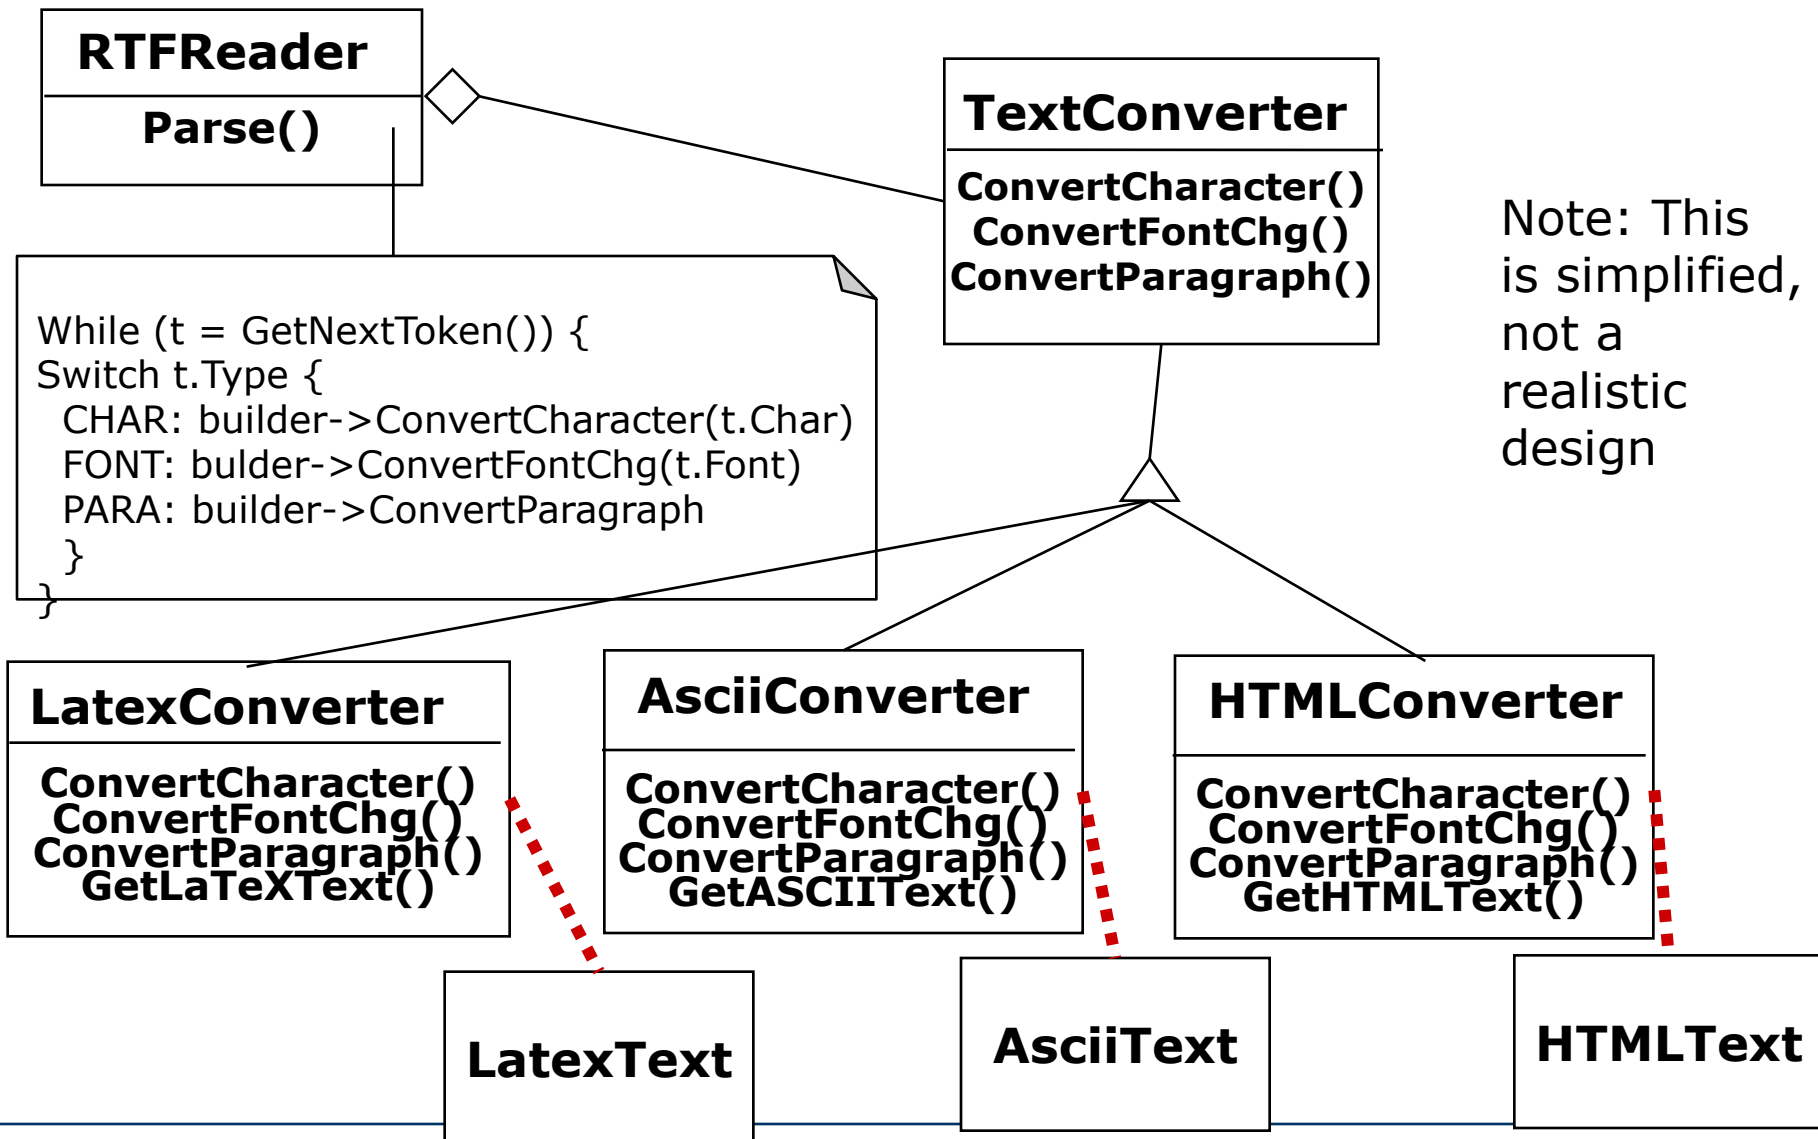 RTFReader
Parse()
TextConverter
ConvertCharacter()
ConvertFontChg()
ConvertParagraph()
Note: This
is simplified,
not a
realistic
design
While (t = GetNextToken()) {
Switch t.Type {
CHAR: builder->ConvertCharacter(t.Char)
FONT: bulder->ConvertFontChg(t.Font)
PARA: builder->ConvertParagraph
}
}
LatexConverter
ConvertCharacter()
ConvertFontChg()
ConvertParagraph()
GetLaTeXText()
AsciiConverter
ConvertCharacter()
ConvertFontChg()
ConvertParagraph()
GetASCIIText()
HTMLConverter
ConvertCharacter()
ConvertFontChg()
ConvertParagraph()
GetHTMLText()
LatexText
AsciiText
HTMLText